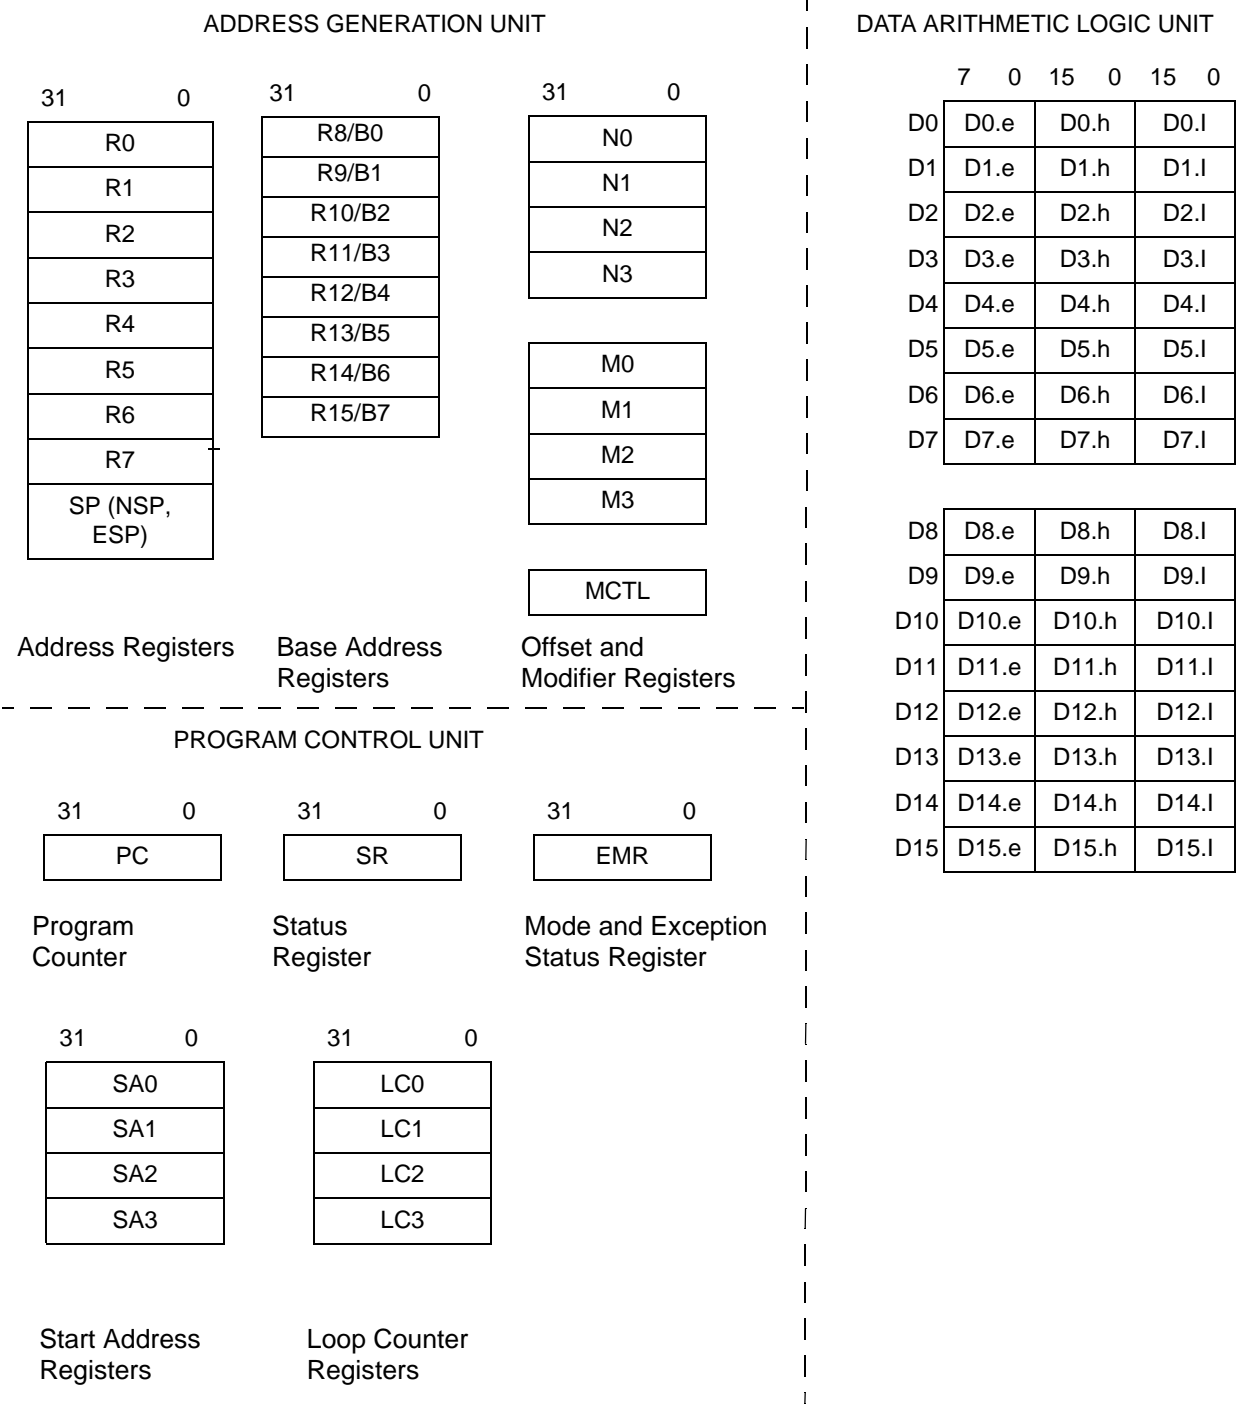 ADDRESS GENERATION UNIT
31 0
R0
R1
R2
R3
R4
R5
R6
R7
SP (NSP,
ESP)
Address Registers
31 0
R8/B0
R9/B1
R10/B2
R11/B3
R12/B4
R13/B5
R14/B6
R15/B7
Base Address
Registers
31 0
N0
N1
N2
N3
M0
M1
M2
M3
MCTL
Offset and
Modifier Registers
PROGRAM CONTROL UNIT
31 0
PC
Program
Counter
31 0
SR
Status
Register
31 0
EMR
Mode and Exception
Status Register
31 0
SA0
SA1
SA2
SA3
Start Address
Registers
31 0
LC0
LC1
LC2
LC3
Loop Counter
Registers
DATA ARITHMETIC LOGIC UNIT
7 0 15 0 15 0
D0 D0.e D0.h D0.l
D1 D1.e D1.h D1.l
D2 D2.e D2.h D2.l
D3 D3.e D3.h D3.l
D4 D4.e D4.h D4.l
D5 D5.e D5.h D5.l
D6 D6.e D6.h D6.l
D7 D7.e D7.h D7.l
D8 D8.e D8.h D8.l
D9 D9.e D9.h D9.l
D10 D10.e D10.h D10.l
D11 D11.e D11.h D11.l
D12 D12.e D12.h D12.l
D13 D13.e D13.h D13.l
D14 D14.e D14.h D14.l
D15 D15.e D15.h D15.l